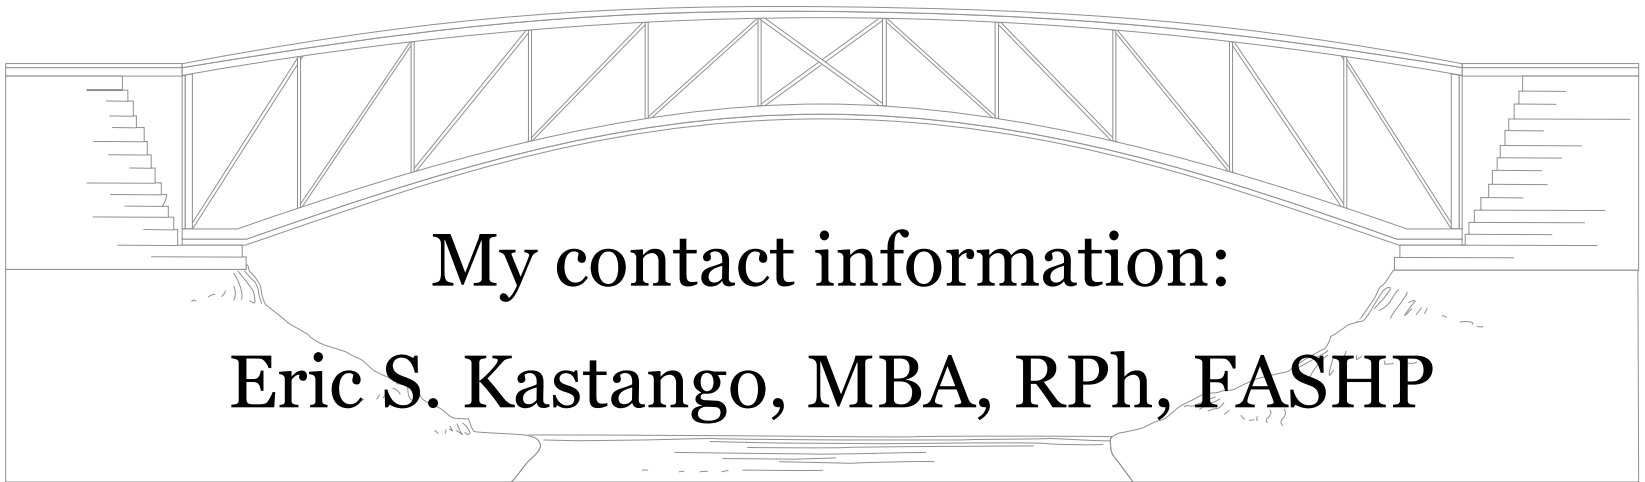 My contact information:
Eric S. Kastango, MBA, RPh, FASHP